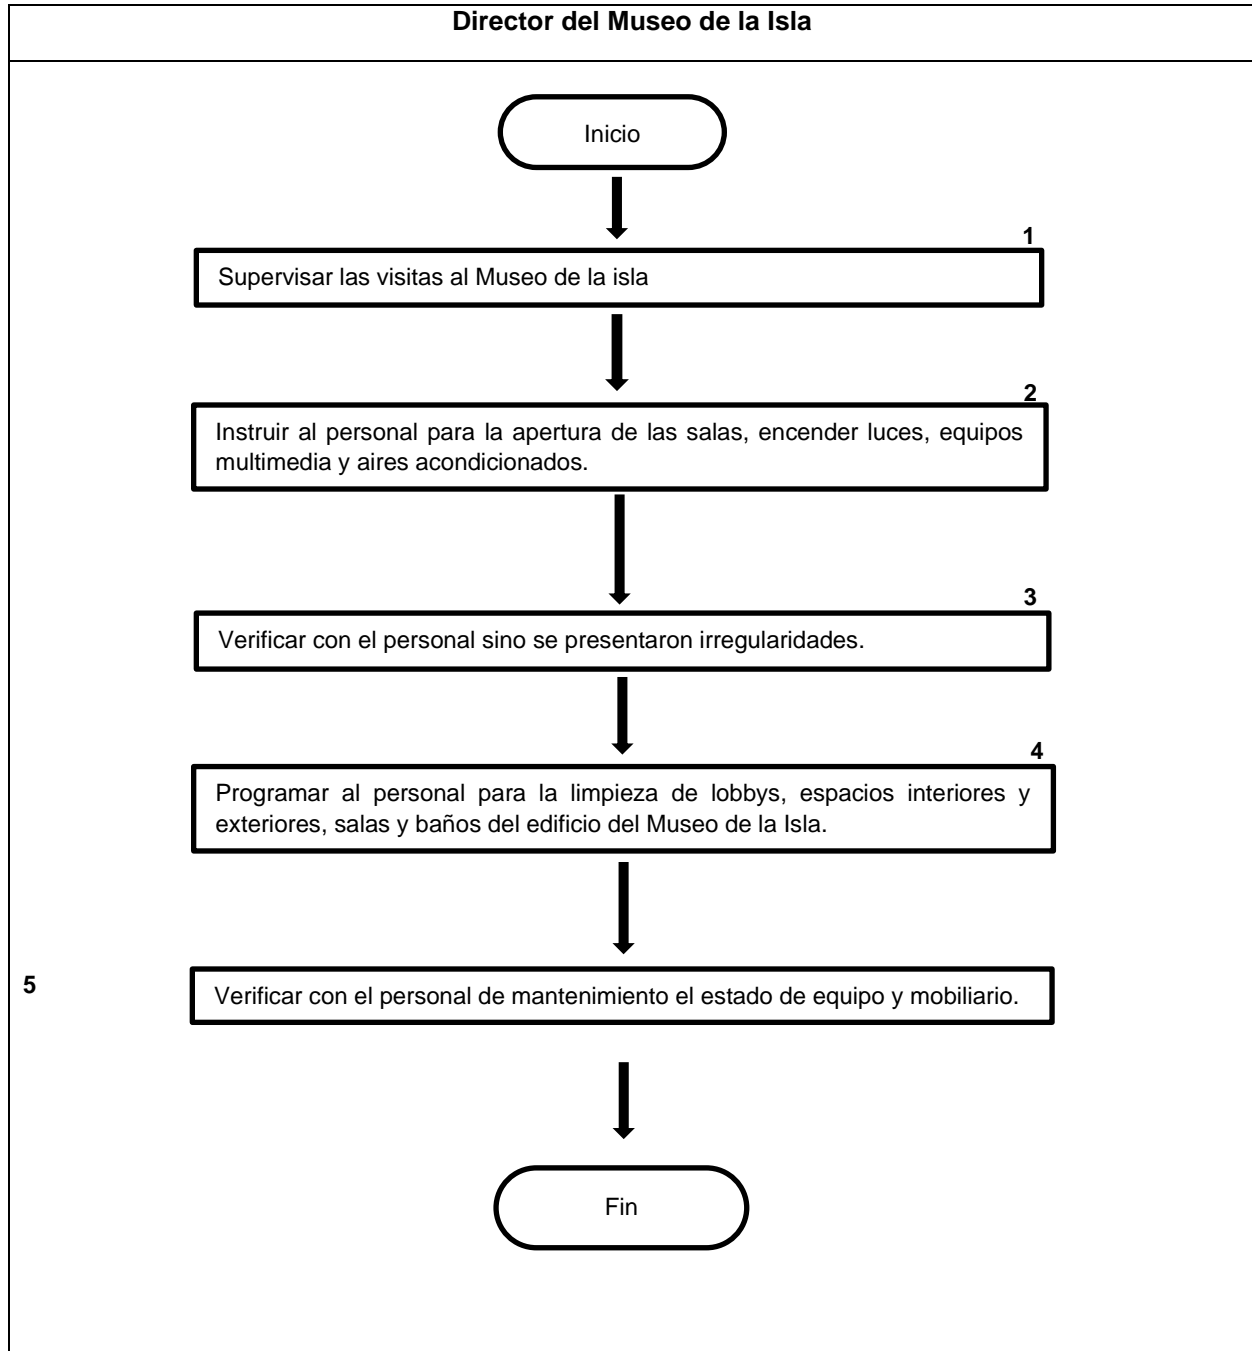 Director del Museo de la Isla
Inicio
1
Supervisar las visitas al Museo de la isla
2
Instruir al personal para la apertura de las salas, encender luces, equipos
multimedia y aires acondicionados.
3
Verificar con el personal sino se presentaron irregularidades.
4
Programar al personal para la limpieza de lobbys, espacios interiores y
exteriores, salas y baños del edificio del Museo de la Isla.
5
Verificar con el personal de mantenimiento el estado de equipo y mobiliario.
Fin